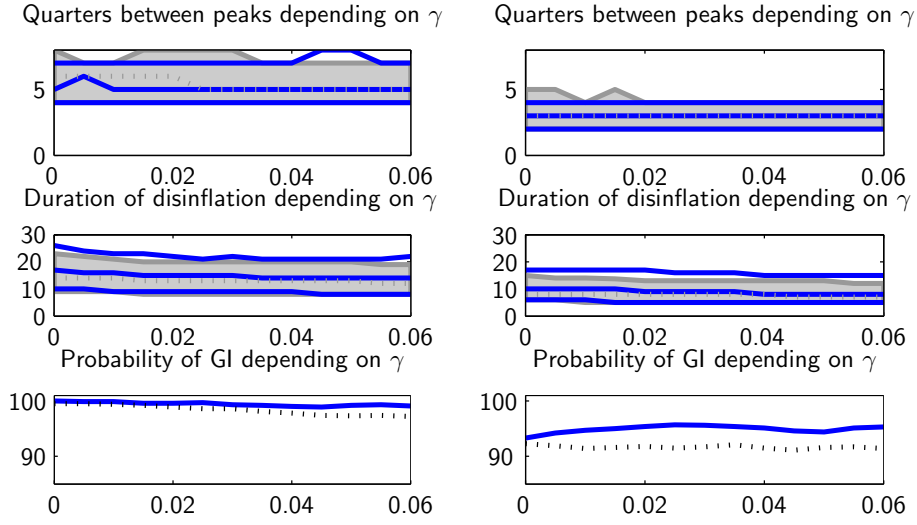 Quarters between peaks depending on γ
Quarters between peaks depending on γ
5
0
0 0.02 0.04 0.06
5
0
0 0.02 0.04 0.06
Duration of disinflation depending on γ
Duration of disinflation depending on γ
30
20
10
0
0 0.02 0.04 0.06
30
20
10
0
0 0.02 0.04 0.06
Probability of GI depending on γ
Probability of GI depending on γ
100
90
0 0.02 0.04 0.06
100
90
0 0.02 0.04 0.06